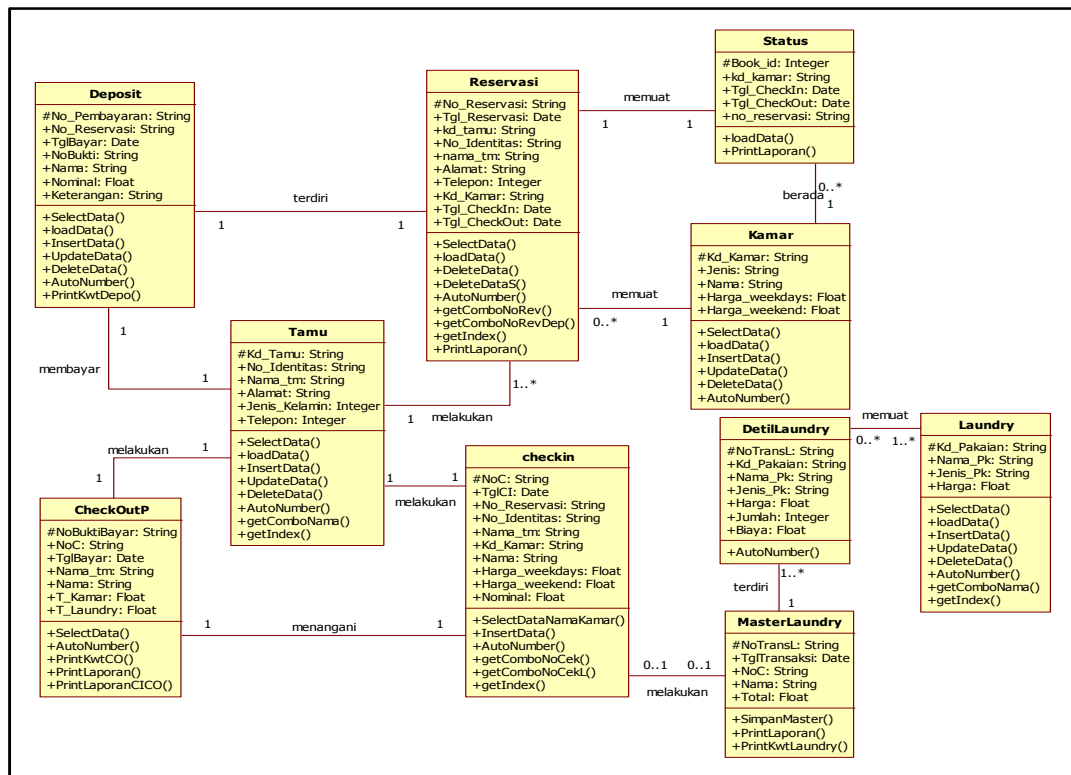 Deposit
#No_Pembayaran: String
+No_Reservasi: String
+TglBayar: Date
+NoBukti: String
+Nama: String
+Nominal: Float
+Keterangan: String
+SelectData()
+loadData()
+InsertData()
+UpdateData()
+DeleteData()
+AutoNumber()
+PrintKwtDepo()
terdiri
1
1
Reservasi
#No_Reservasi: String
+Tgl_Reservasi: Date
+kd_tamu: String
+No_Identitas: String
+nama_tm: String
+Alamat: String
+Telepon: Integer
+Kd_Kamar: String
+Tgl_CheckIn: Date
+Tgl_CheckOut: Date
+SelectData()
+loadData()
+DeleteData()
+DeleteDataS()
+AutoNumber()
+getComboNoRev()
+getComboNoRevDep()
+getIndex()
+PrintLaporan()
memuat
1
1
Status
#Book_id: Integer
+kd_kamar: String
+Tgl_CheckIn: Date
+Tgl_CheckOut: Date
+no_reservasi: String
+loadData()
+PrintLaporan()
0..*
berada
1
Kamar
#Kd_Kamar: String
+Jenis: String
+Nama: String
+Harga_weekdays: Float
+Harga_weekend: Float
+SelectData()
+loadData()
+InsertData()
+UpdateData()
+DeleteData()
+AutoNumber()
memuat
0..*
1
1
membayar
1
Tamu
#Kd_Tamu: String
+No_Identitas: String
+Nama_tm: String
+Alamat: String
+Jenis_Kelamin: Integer
+Telepon: Integer
+SelectData()
+loadData()
+InsertData()
+UpdateData()
+DeleteData()
+AutoNumber()
+getComboNama()
+getIndex()
1..*
1
melakukan
melakukan
1
1
1
1
melakukan
checkin
#NoC: String
+TglCI: Date
+No_Reservasi: String
+No_Identitas: String
+Nama_tm: String
+Kd_Kamar: String
+Nama: String
+Harga_weekdays: Float
+Harga_weekend: Float
+Nominal: Float
+SelectDataNamaKamar()
+InsertData()
+AutoNumber()
+getComboNoCek()
+getComboNoCekL()
+getIndex()
CheckOutP
#NoBuktiBayar: String
+NoC: String
+TglBayar: Date
+Nama_tm: String
+Nama: String
+T_Kamar: Float
+T_Laundry: Float
+SelectData()
+AutoNumber()
+PrintKwtCO()
+PrintLaporan()
+PrintLaporanCICO()
1
menangani
1
DetilLaundry
#NoTransL: String
+Kd_Pakaian: String
+Nama_Pk: String
+Jenis_Pk: String
+Harga: Float
+Jumlah: Integer
+Biaya: Float
+AutoNumber()
memuat
0..*
1..*
Laundry
#Kd_Pakaian: String
+Nama_Pk: String
+Jenis_Pk: String
+Harga: Float
+SelectData()
+loadData()
+InsertData()
+UpdateData()
+DeleteData()
+AutoNumber()
+getComboNama()
+getIndex()
1..*
terdiri
1
MasterLaundry
#NoTransL: String
+TglTransaksi: Date
+NoC: String
+Nama: String
+Total: Float
+SimpanMaster()
+PrintLaporan()
+PrintKwtLaundry()
0..1
0..1
melakukan